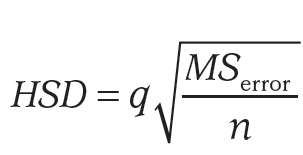 HSD = q√(MS_error / n)